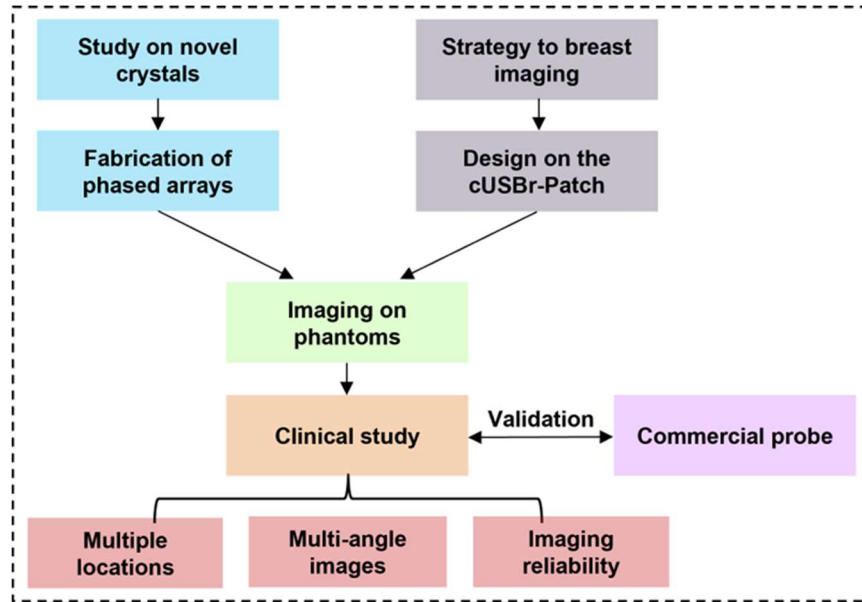 Study on novel
crystals
Strategy to breast
imaging
Fabrication of
phased arrays
Design on the
cUSBr-Patch
Imaging on
phantoms
Clinical study
Validation
Commercial probe
Multiple
locations
Multi-angle
images
Imaging
reliability